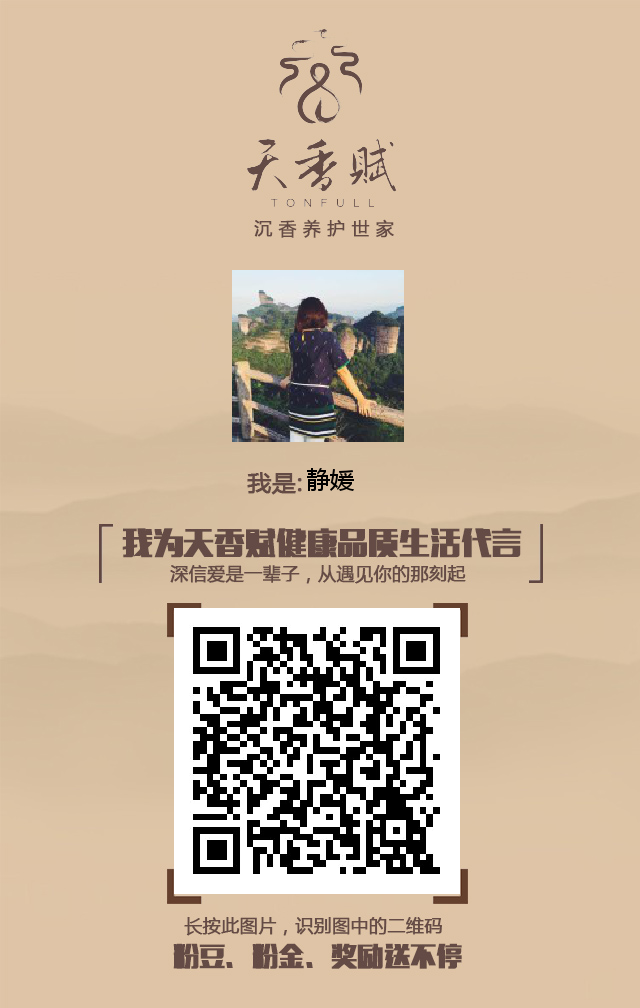 天香赋
TONFULL
沉香养护世家
我是:静媛
我为天香赋健康品质生活代言
深信爱是一辈子，从遇见你的那刻起
长按此图片，识别图中的二维码
粉豆、粉金、奖励送不停